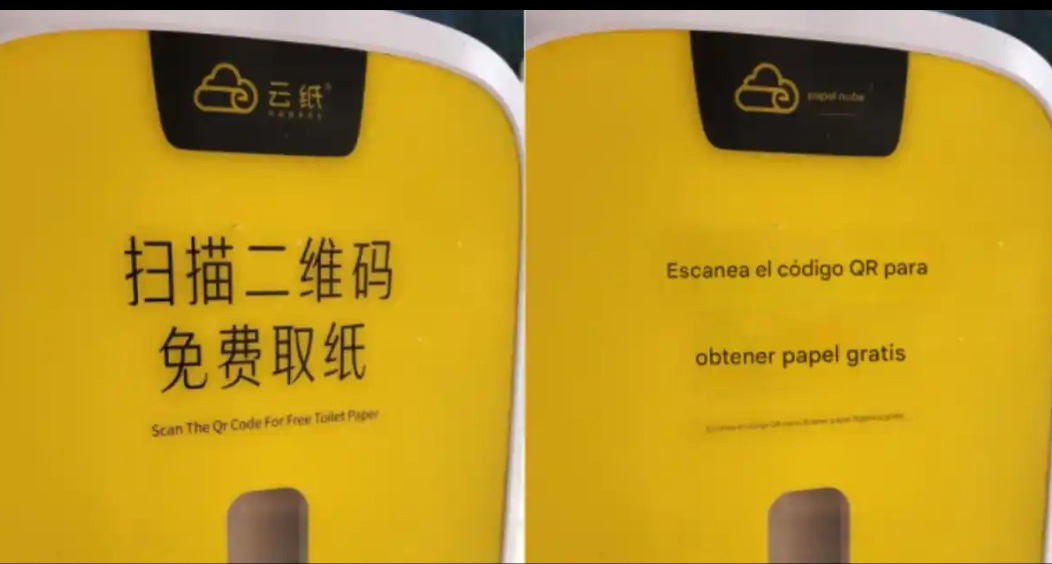 云纸
扫描二维码
免费取纸
Scan The Qr Code For Free Toilet Paper
papel nube
Escanea el código QR para
obtener papel gratis